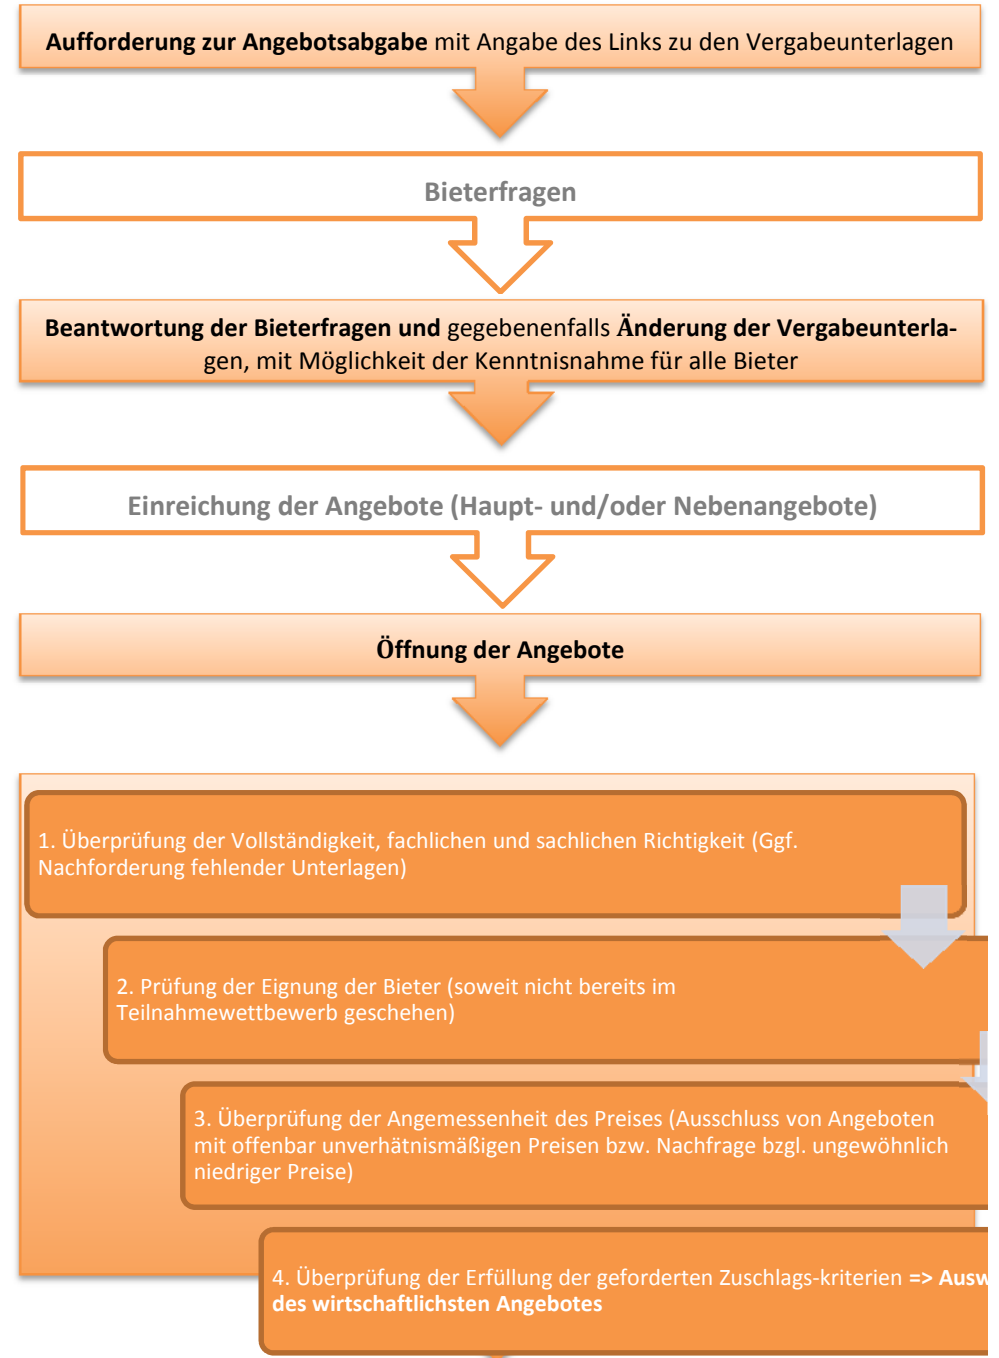 Aufforderung zur Angebotsabgabe mit Angabe des Links zu den Vergabeunterlagen
Bieterfragen
Beantwortung der Bieterfragen und gegebenenfalls Änderung der Vergabeunterla-
gen, mit Möglichkeit der Kenntnisnahme für alle Bieter
Einreichung der Angebote (Haupt- und/oder Nebenangebote)
Öffnung der Angebote
1. Überprüfung der Vollständigkeit, fachlichen und sachlichen Richtigkeit (Ggf.
Nachforderung fehlender Unterlagen)
2. Prüfung der Eignung der Bieter (soweit nicht bereits im
Teilnahmewettbewerb geschehen)
3. Überprüfung der Angemessenheit des Preises (Ausschluss von Angeboten
mit offenbar unverhätnismäßigen Preisen bzw. Nachfrage bzgl. ungewöhnlich
niedriger Preise)
4. Überprüfung der Erfüllung der geforderten Zuschlags-kriterien =>
des wirtschaftlichsten Angebotes